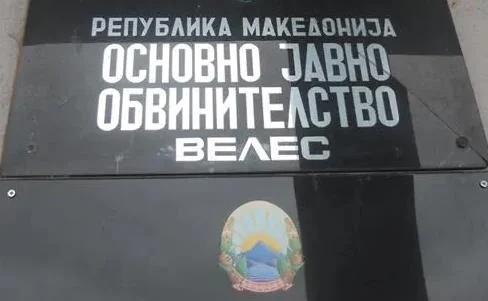 РЕПУБЛИКА МАКЕДОНИЈА
ОСНОВНО ЈАВНО
ОБВИНИТЕЛСТВО
ВЕЛЕС